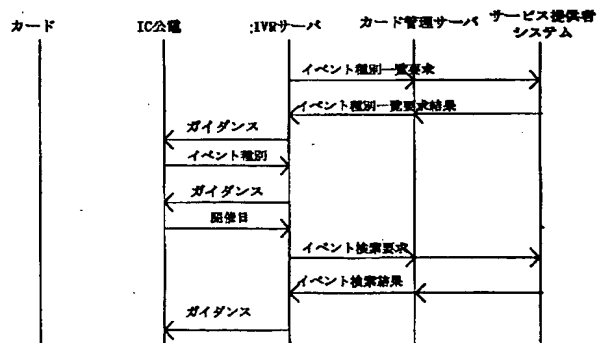 カード
IC公電
:IVRサーバ
カード管理サーバ
サービス提供者
システム
イベント種別一覧要求
イベント種別一覧要求結果
ガイダンス
イベント種別
ガイダンス
開催日
イベント検索要求
イベント検索結果
ガイダンス